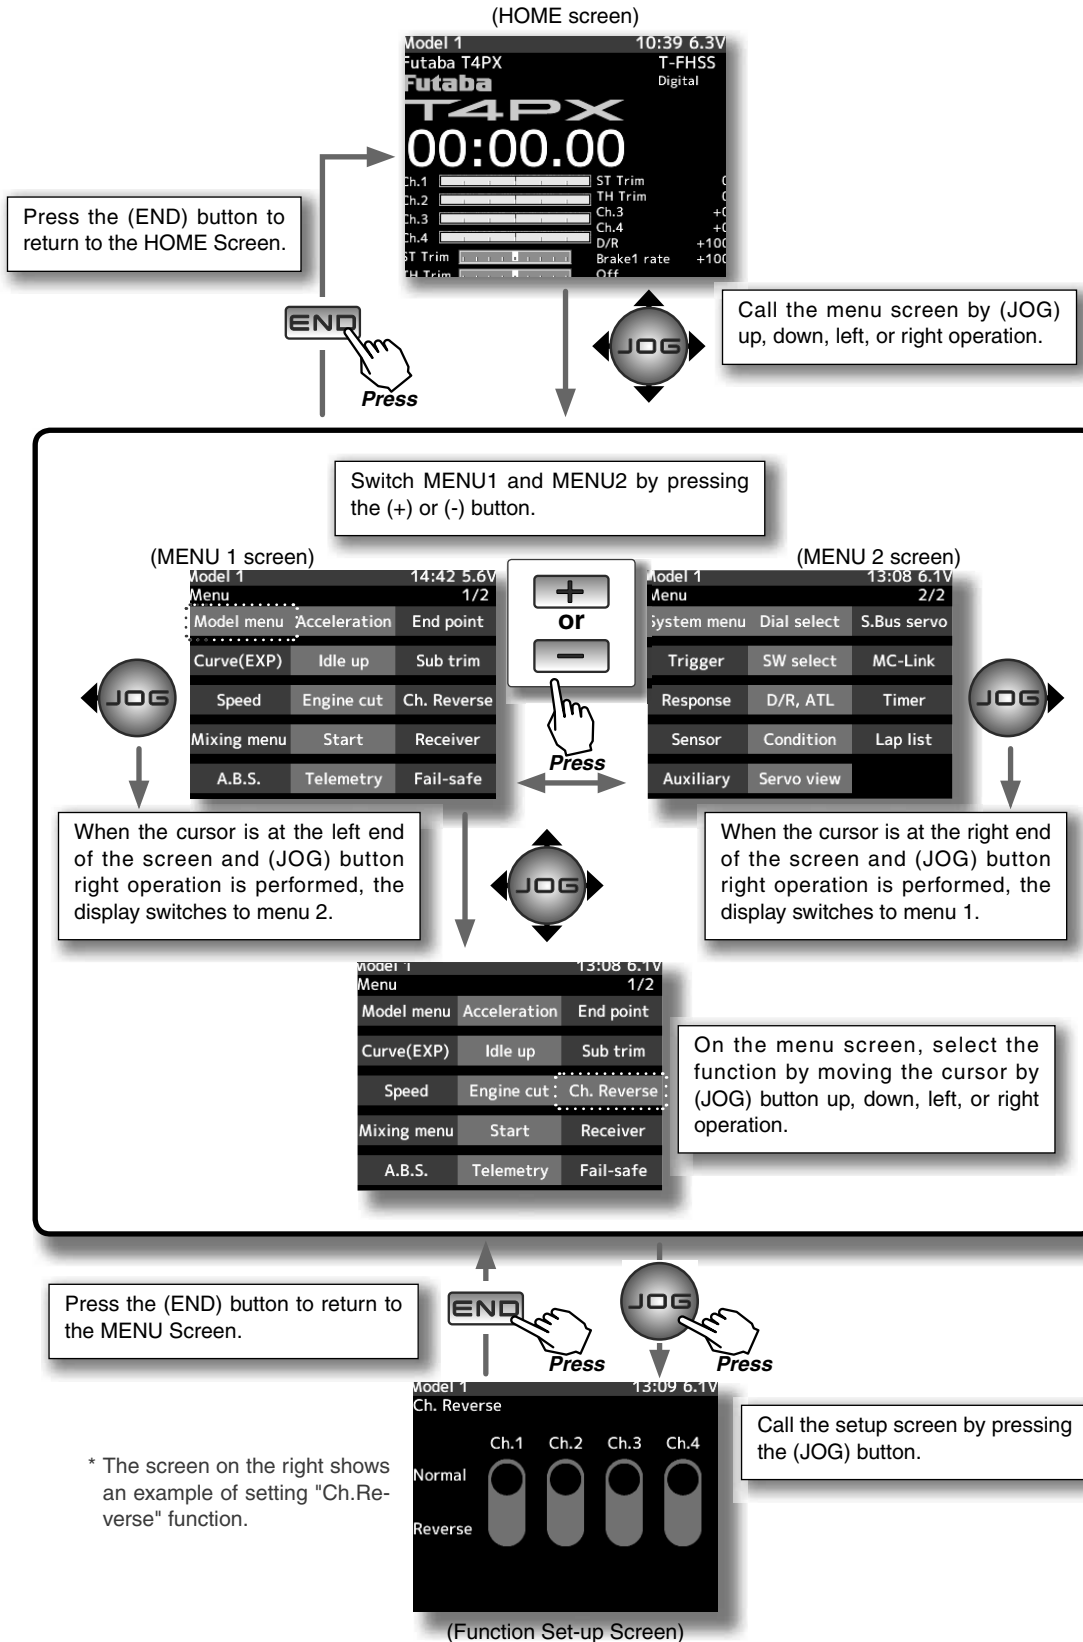 (HOME screen)
Model 1 10:39 6.3V
Futaba T4PX T-FHSS
Futaba Digital
T4PX
00:00.00
Ch.1 ST Trim 0
Ch.2 TH Trim 0
Ch.3 Ch.3 +0
Ch.4 Ch.4 +0
D/R +100
ST Trim Brake1 rate +100
TH Trim Off
Press the (END) button to
return to the HOME Screen.
END
Press
JOG
Call the menu screen by (JOG)
up, down, left, or right operation.
Switch MENU1 and MENU2 by pressing
the (+) or (-) button.
(MENU 1 screen)
Model 1 14:42 5.6V
Menu 1/2
Model menu Acceleration End point
Curve(EXP) Idle up Sub trim
Speed Engine cut Ch. Reverse
Mixing menu Start Receiver
A.B.S. Telemetry Fail-safe
+
or
−
Press
(MENU 2 screen)
Model 1 13:08 6.1V
Menu 2/2
System menu Dial select S.Bus servo
Trigger SW select MC-Link
Response D/R, ATL Timer
Sensor Condition Lap list
Auxiliary Servo view
JOG
JOG
When the cursor is at the left end
of the screen and (JOG) button
right operation is performed, the
display switches to menu 2.
When the cursor is at the right end
of the screen and (JOG) button
right operation is performed, the
display switches to menu 1.
JOG
Model 1 13:08 6.1V
Menu 1/2
Model menu Acceleration End point
Curve(EXP) Idle up Sub trim
Speed Engine cut Ch. Reverse
Mixing menu Start Receiver
A.B.S. Telemetry Fail-safe
On the menu screen, select the
function by moving the cursor by
(JOG) button up, down, left, or right
operation.
Press the (END) button to return to
the MENU Screen.
END
Press
JOG
Press
Call the setup screen by pressing
the (JOG) button.
Model 1 13:09 6.1V
Ch. Reverse
Ch.1 Ch.2 Ch.3 Ch.4
Normal
Reverse
* The screen on the right shows
an example of setting "Ch.Re-
verse" function.
(Function Set-up Screen)